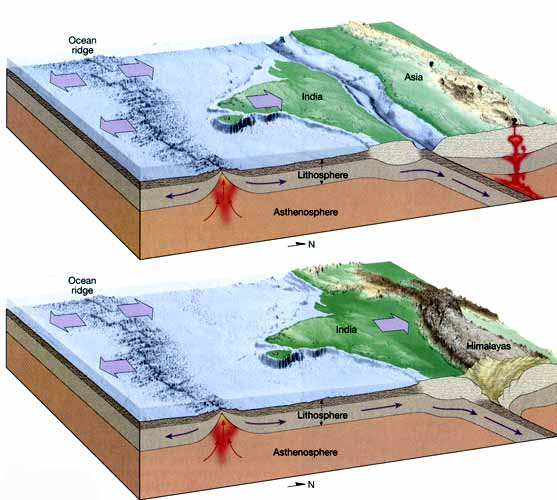 Ocean
ridge
Asia
India
Lithosphere
Asthenosphere
N
Ocean
ridge
India
Himalayas
Lithosphere
Asthenosphere
N